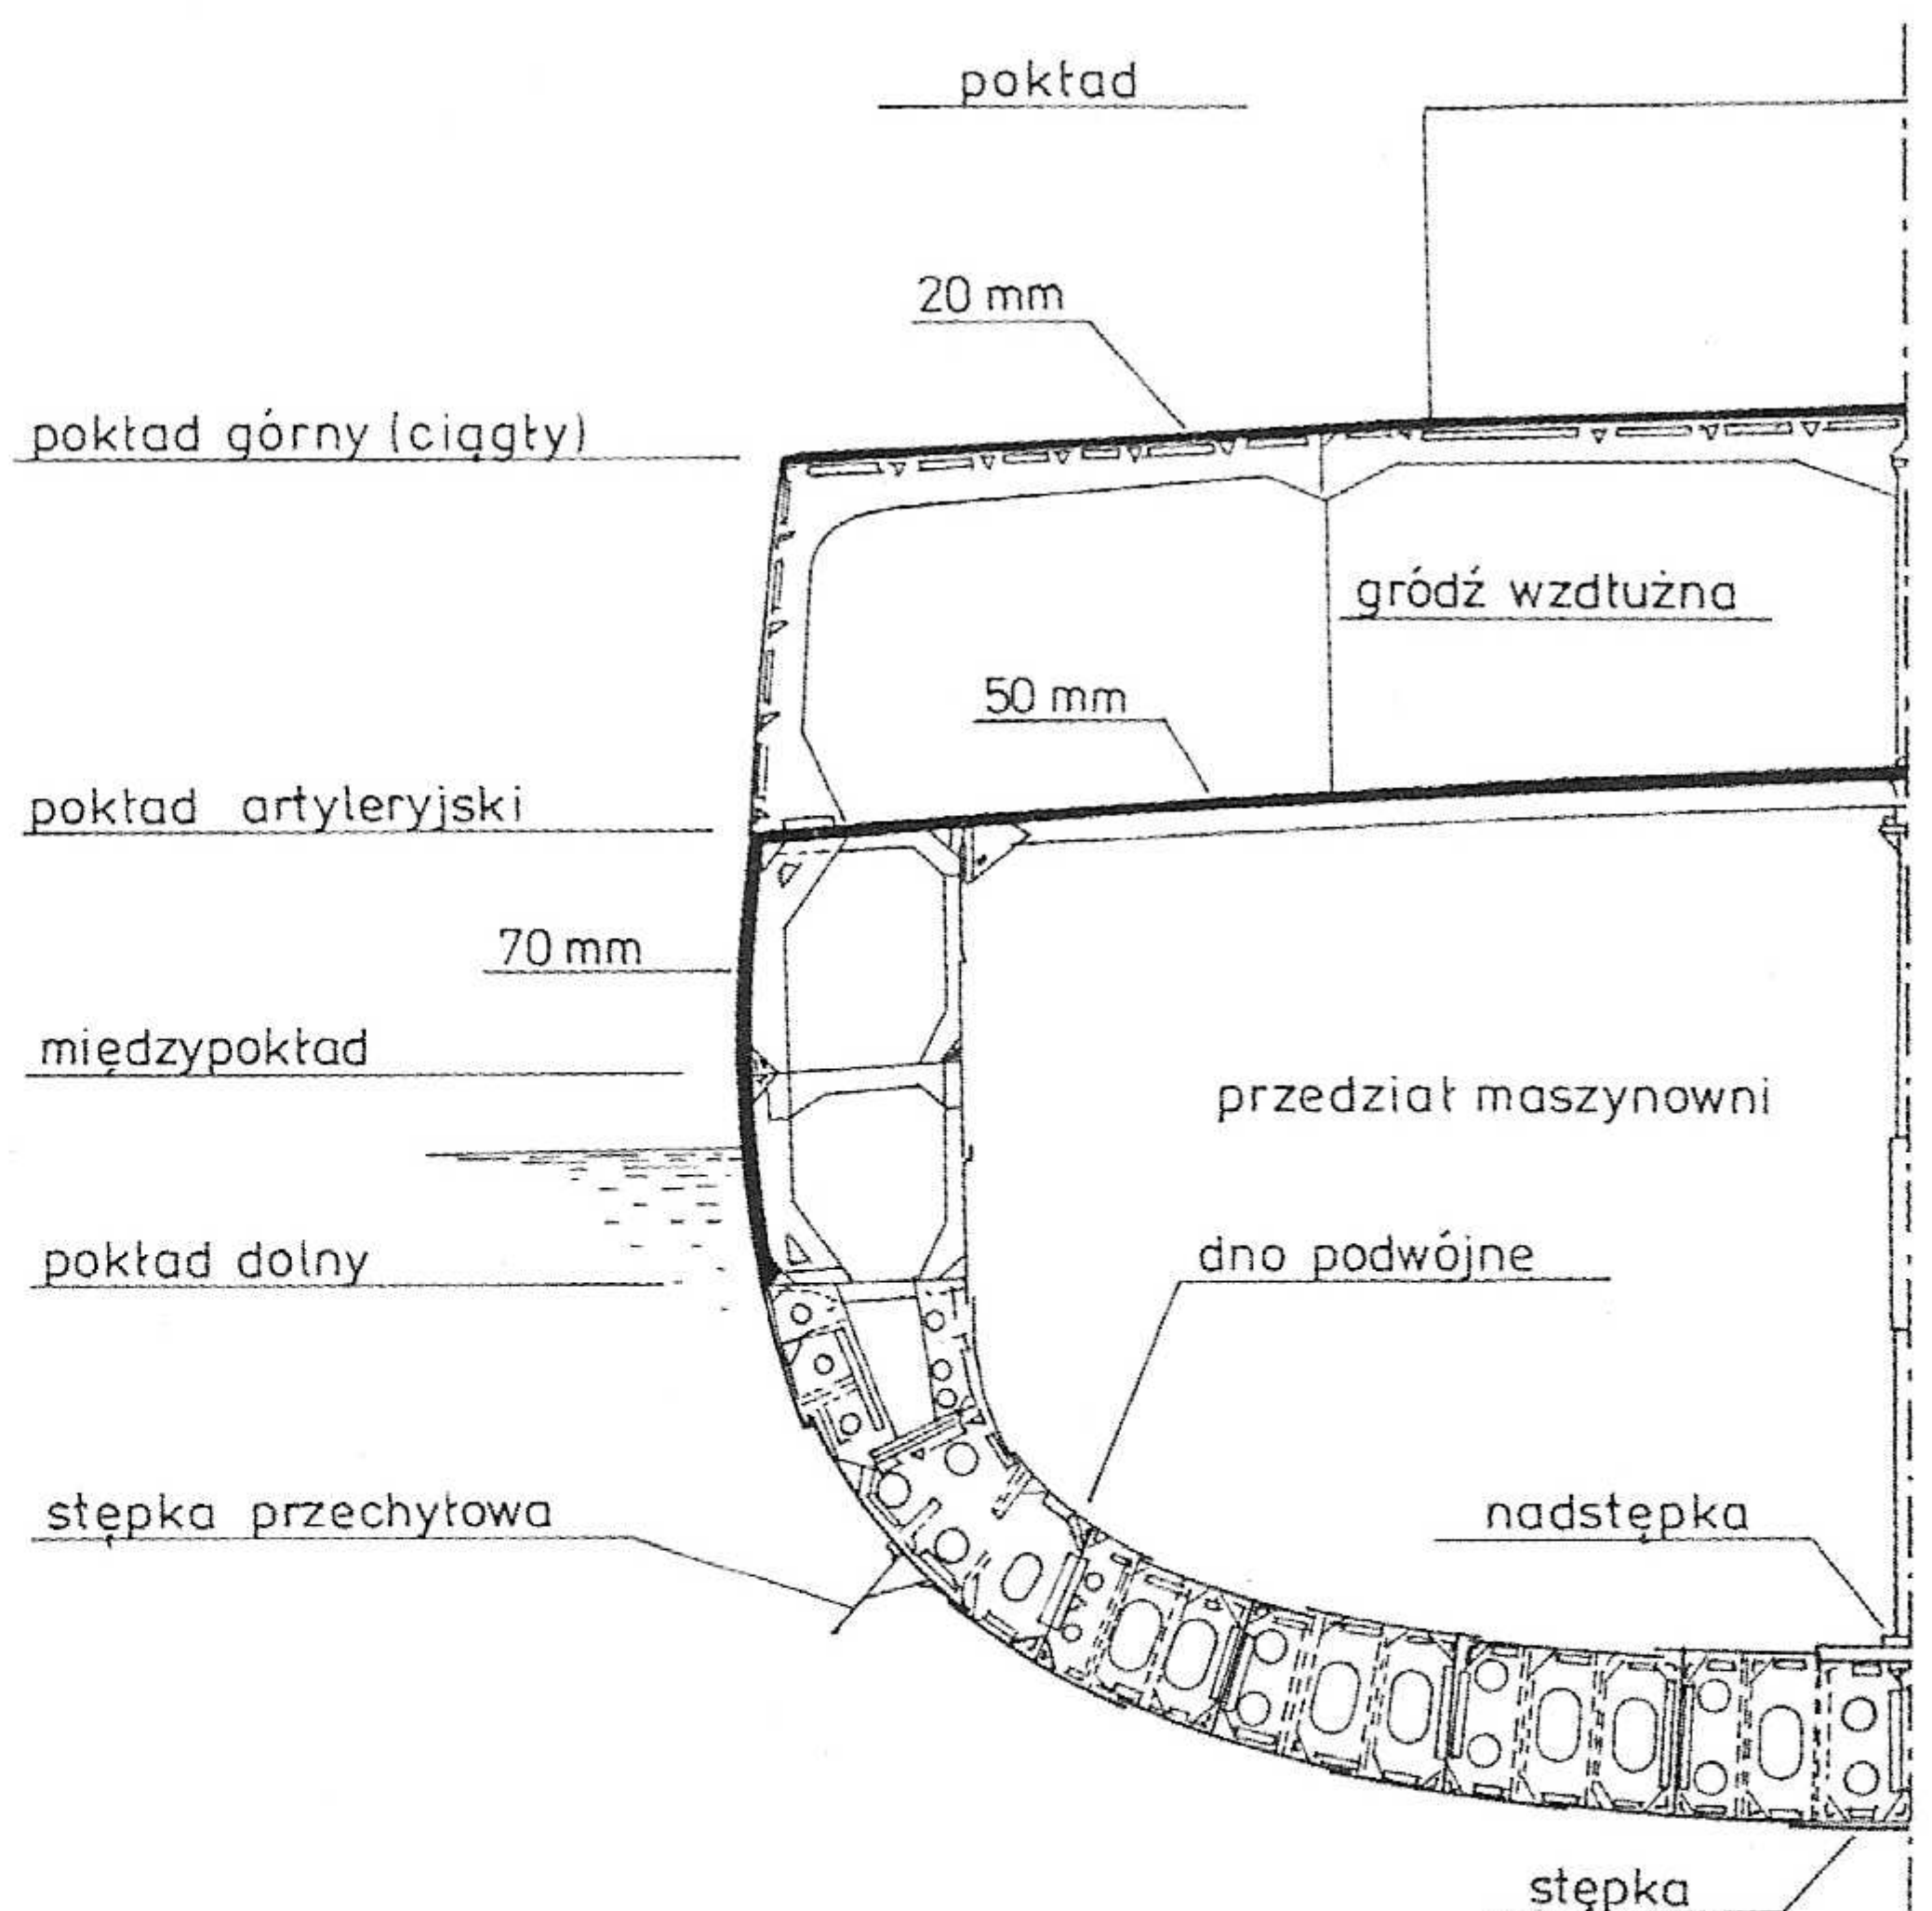 pokład
20 mm
pokład górny (ciągły)
gródź wzdłużna
50 mm
pokład artyleryjski
70 mm
międzypokład
przedział maszynowni
pokład dolny
dno podwójne
stępka przechyłowa
nadstępka
stępka